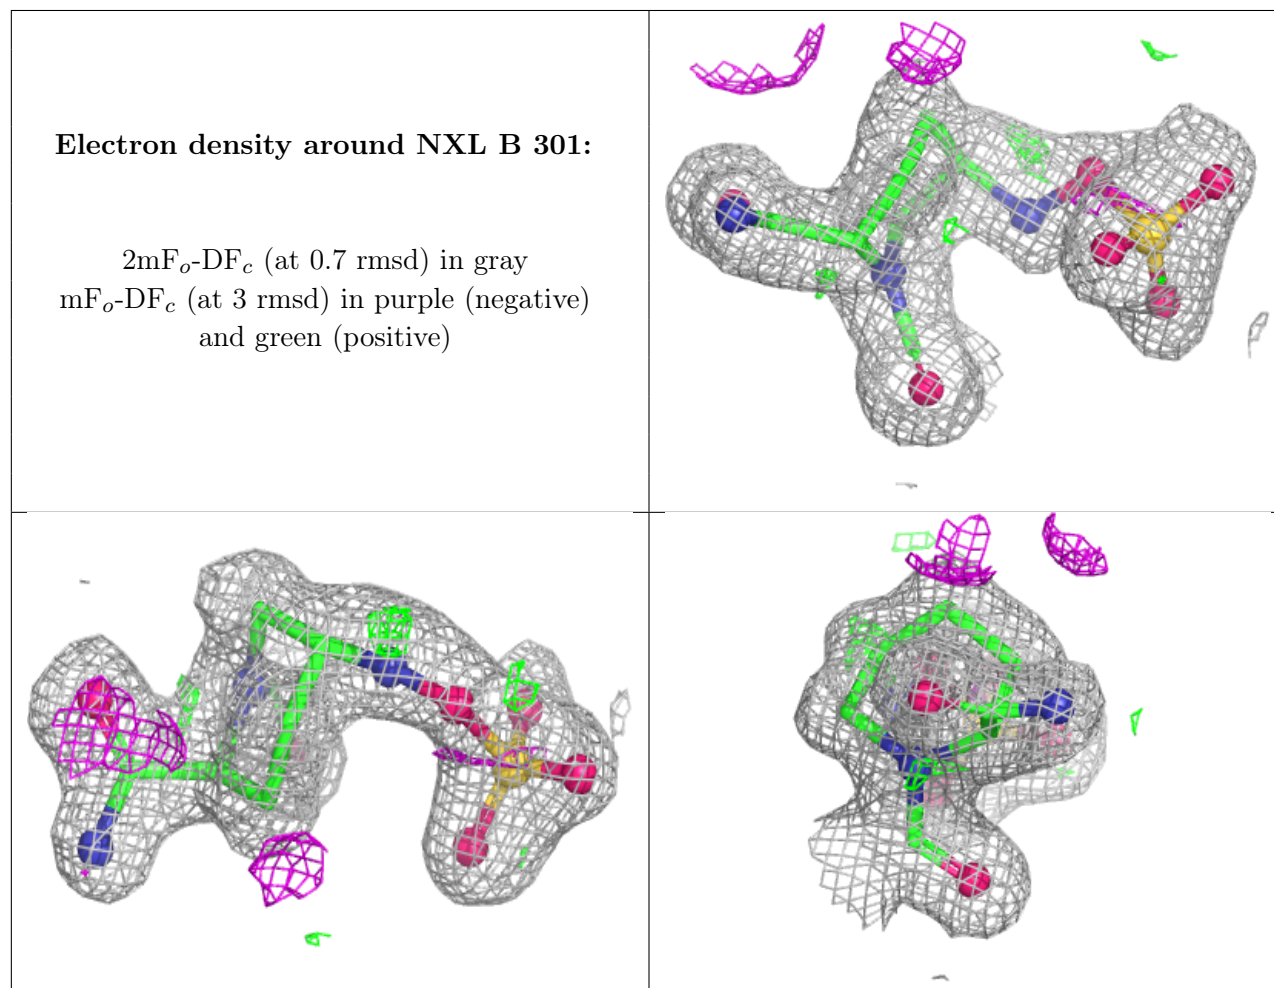 Electron density around NXL B 301:
2mFo-DFc (at 0.7 rmsd) in gray
mFo-DFc (at 3 rmsd) in purple (negative)
and green (positive)